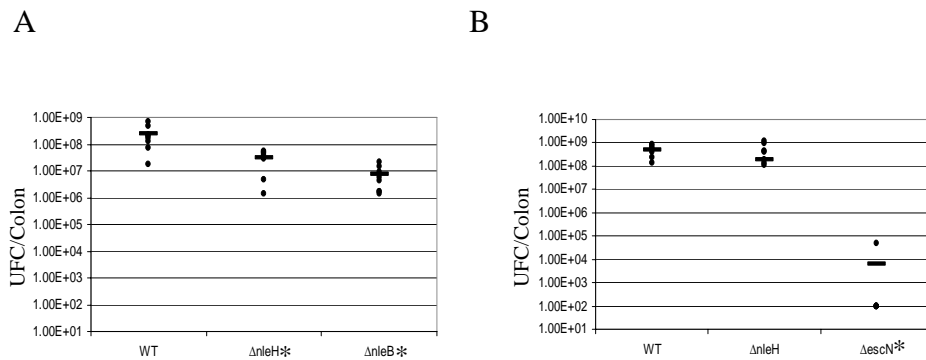 A
B
UFC/Colon
1.00E+09
1.00E+08
1.00E+07
1.00E+06
1.00E+05
1.00E+04
1.00E+03
1.00E+02
1.00E+01
WT ΔnleH* ΔnleB*
UFC/Colon
1.00E+10
1.00E+09
1.00E+08
1.00E+07
1.00E+06
1.00E+05
1.00E+04
1.00E+03
1.00E+02
1.00E+01
WT ΔnleH ΔescN*